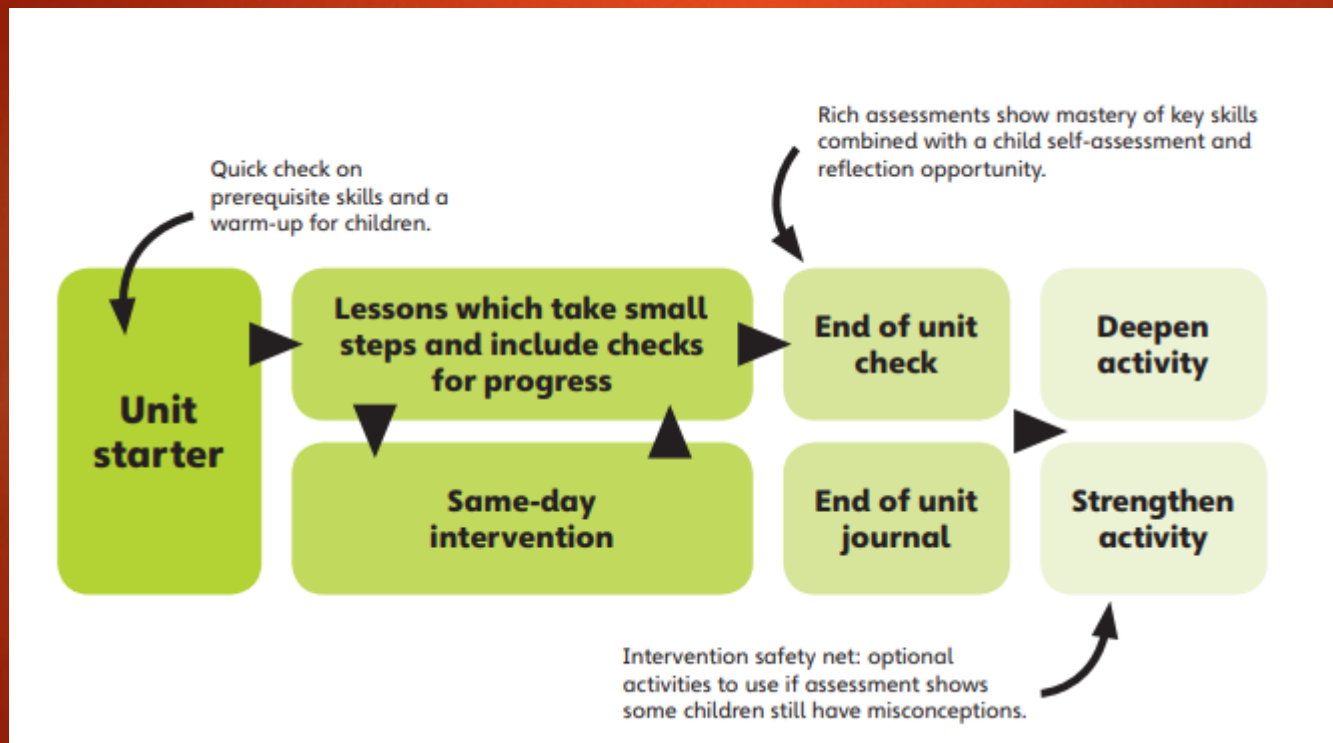 Rich assessments show mastery of key skills
combined with a child self-assessment and
reflection opportunity.
Quick check on
prerequisite skills and a
warm-up for children.
Unit
starter
Lessons which take small
steps and include checks
for progress
Same-day
intervention
End of unit
check
End of unit
journal
Deepen
activity
Strengthen
activity
Intervention safety net: optional
activities to use if assessment shows
some children still have misconceptions.